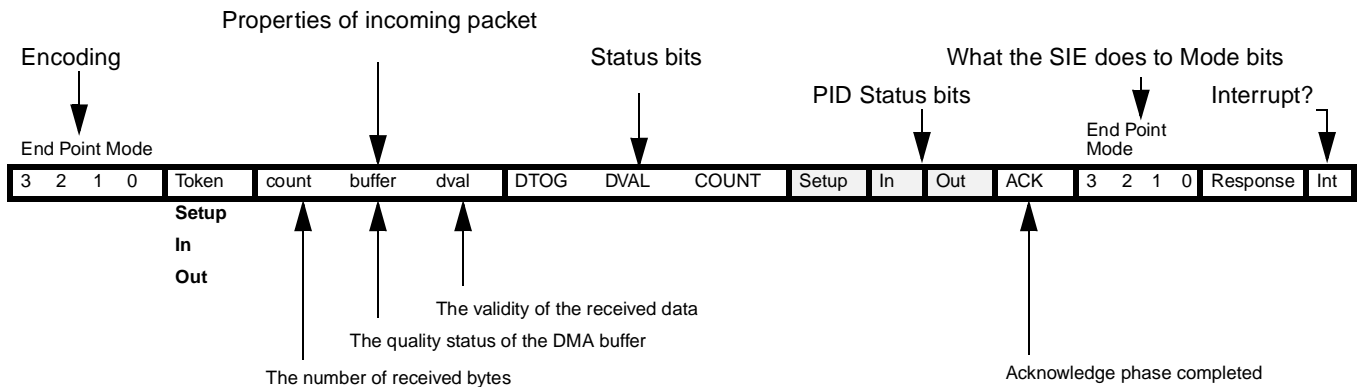 Properties of incoming packet
Encoding
Status bits
What the SIE does to Mode bits
PID Status bits
Interrupt?
End Point Mode
End Point
Mode
3 2 1 0 Token count buffer dval DTOG DVAL COUNT Setup In Out ACK 3 2 1 0 Response Int
Setup
In
Out
The validity of the received data
The quality status of the DMA buffer
The number of received bytes
Acknowledge phase completed